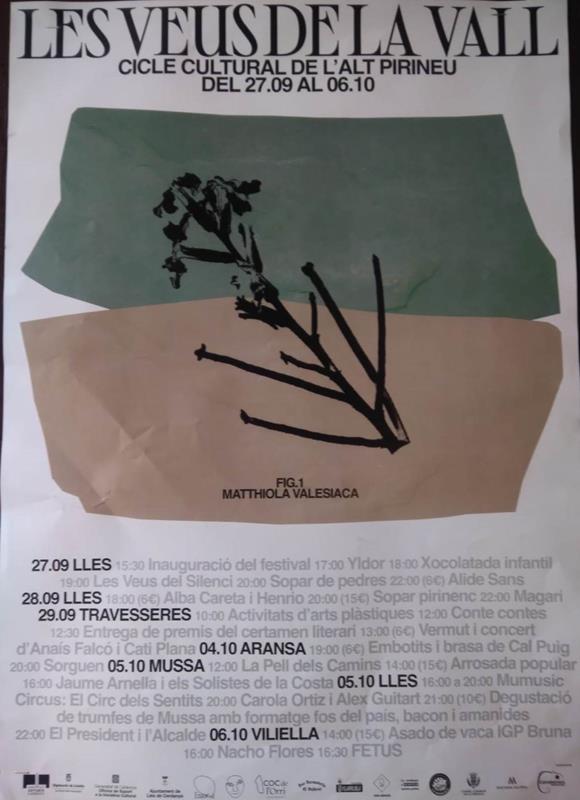 LES VEUS DE LA VALL
CICLE CULTURAL DE L'ALT PIRINEU
DEL 27.09 AL 06.10
FIG.1
MATTHIOLA VALESIACA
27.09 LLES 15:30 Inauguració del festival 17:00 Yldor 18:00 Xocolatada infantil
19:00 Les Veus del Silenci 20:00 Sopar de pedres 22:00 (6€) Alide Sans
28.09 LLES 18:00 (6€) Alba Careta i Henrio 20:00 (15€) Sopar pirinenc 22:00 Magari
29.09 TRAVESSERES 10:00 Activitats d'arts plàstiques 12:00 Conte contes
12:30 Entrega de premis del certamen literari 13:00 (6€) Vermut i concert
d'Anaís Falcó i Cati Plana 04.10 ARANSA 19:00 (6€) Embotits i brasa de Cal Puig
20:00 Sorguen 05.10 MUSSA 12:00 La Pell dels Camins 14:00 (15€) Arrosada popular
16:00 Jaume Arnella i els Solistes de la Costa 05.10 LLES 16:00 a 20:00 Mumusic
Circus: El Circ dels Sentits 20:00 Carola Ortiz i Alex Guitart 21:00 (10€) Degustació
de trumfes de Mussa amb formatge fos del país, bacon i amanides
22:00 El President i l'Alcalde 06.10 VILIELLA 14:00 (15€) Asado de vaca IGP Bruna
16:00 Nacho Flores 16:30 FETUS